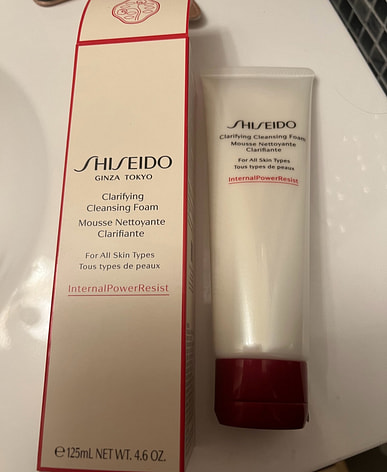 SHISEIDO
GINZA TOKYO
Clarifying
Cleansing Foam
Mousse Nettoyante
Clarifiante
For All Skin Types
Tous types de peaux
InternalPowerResist
℮125mL NET WT. 4.6 OZ.
SHISEIDO
Clarifying Cleansing Foam
Mousse Nettoyante
Clarifiante
For All Skin Types
Tous types de peaux
InternalPowerResist